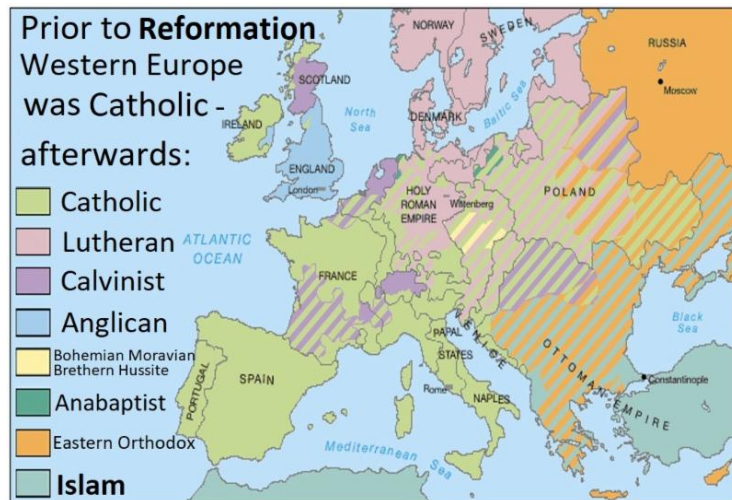 Prior to Reformation
Western Europe
was Catholic -
afterwards:
Catholic
Lutheran
Calvinist
Anglican
Bohemian Moravian
Brethern Hussite
Anabaptist
Eastern Orthodox
Islam
NORWAY
SWEDEN
RUSSIA
Moscow
SCOTLAND
North
Sea
DENMARK
Baltic Sea
IRELAND
ENGLAND
London
HOLY
ROMAN
EMPIRE
Wittenberg
POLAND
ATLANTIC
OCEAN
FRANCE
VENICE
PAPAL
STATES
Rome
NAPLES
PORTUGAL
SPAIN
OTTOMAN EMPIRE
Black
Sea
Constantinople
Mediterranean
Sea